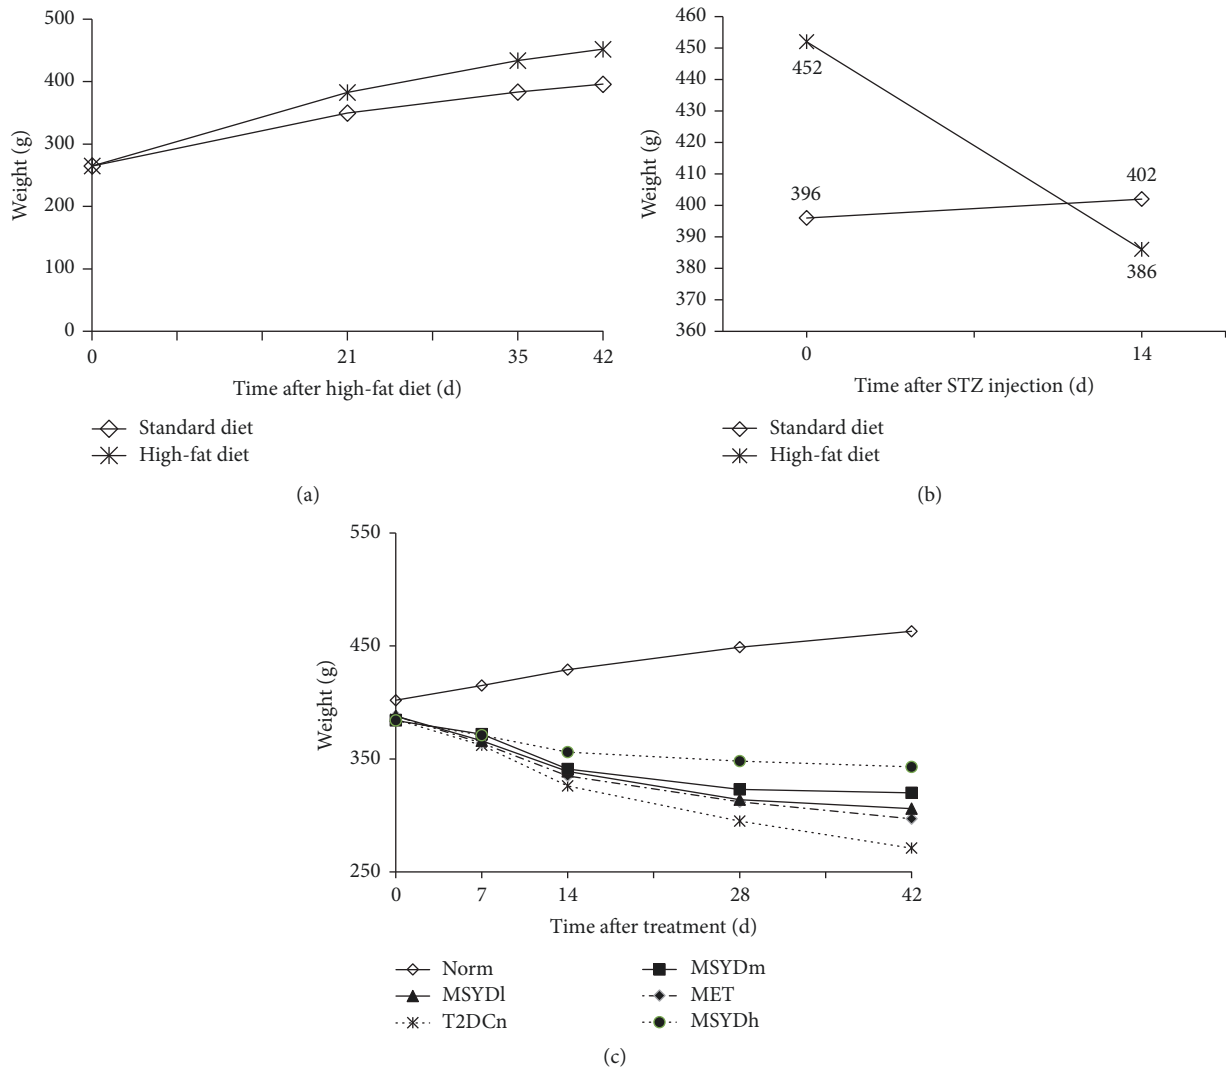 500
400
300
200
100
0
Weight (g)
0 21 35 42
Time after high-fat diet (d)
Standard diet
High-fat diet
(a)
460
450
440
430
420
410
400
390
380
370
360
Weight (g)
452
396
402
386
0 14
Time after STZ injection (d)
Standard diet
High-fat diet
(b)
550
450
350
250
Weight (g)
0 7 14 28 42
Time after treatment (d)
Norm
MSYDl
T2DCn
MSYDm
MET
MSYDh
(c)